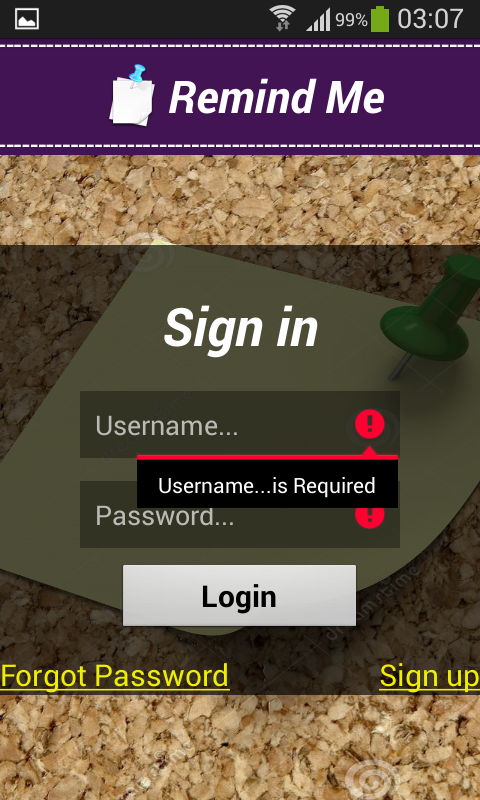 99% 03:07
Remind Me
Sign in
Username...
Username...is Required
Password...
Login
Forgot Password Sign up